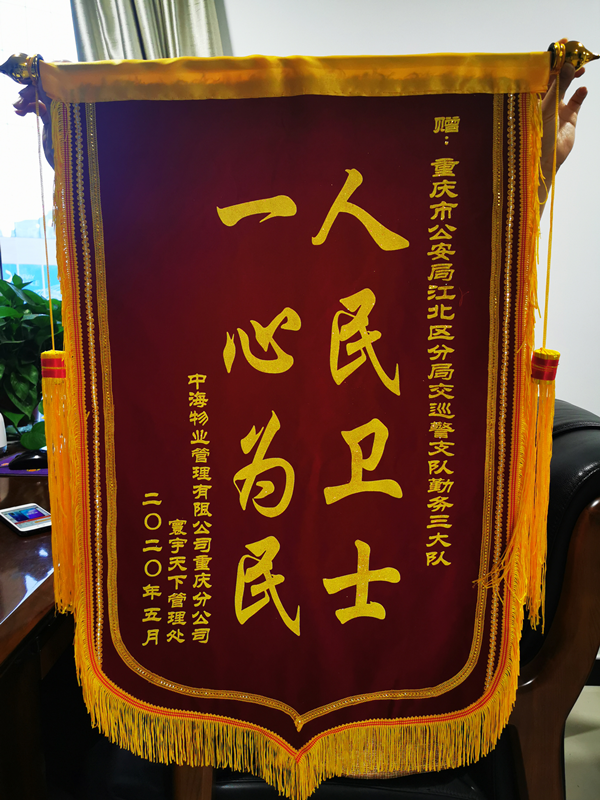 赠：重庆市公安局江北区分局交巡警支队勤务三大队
人民卫士
一心为民
中海物业管理有限公司重庆分公司
寰宇天下管理处
二〇二〇年五月